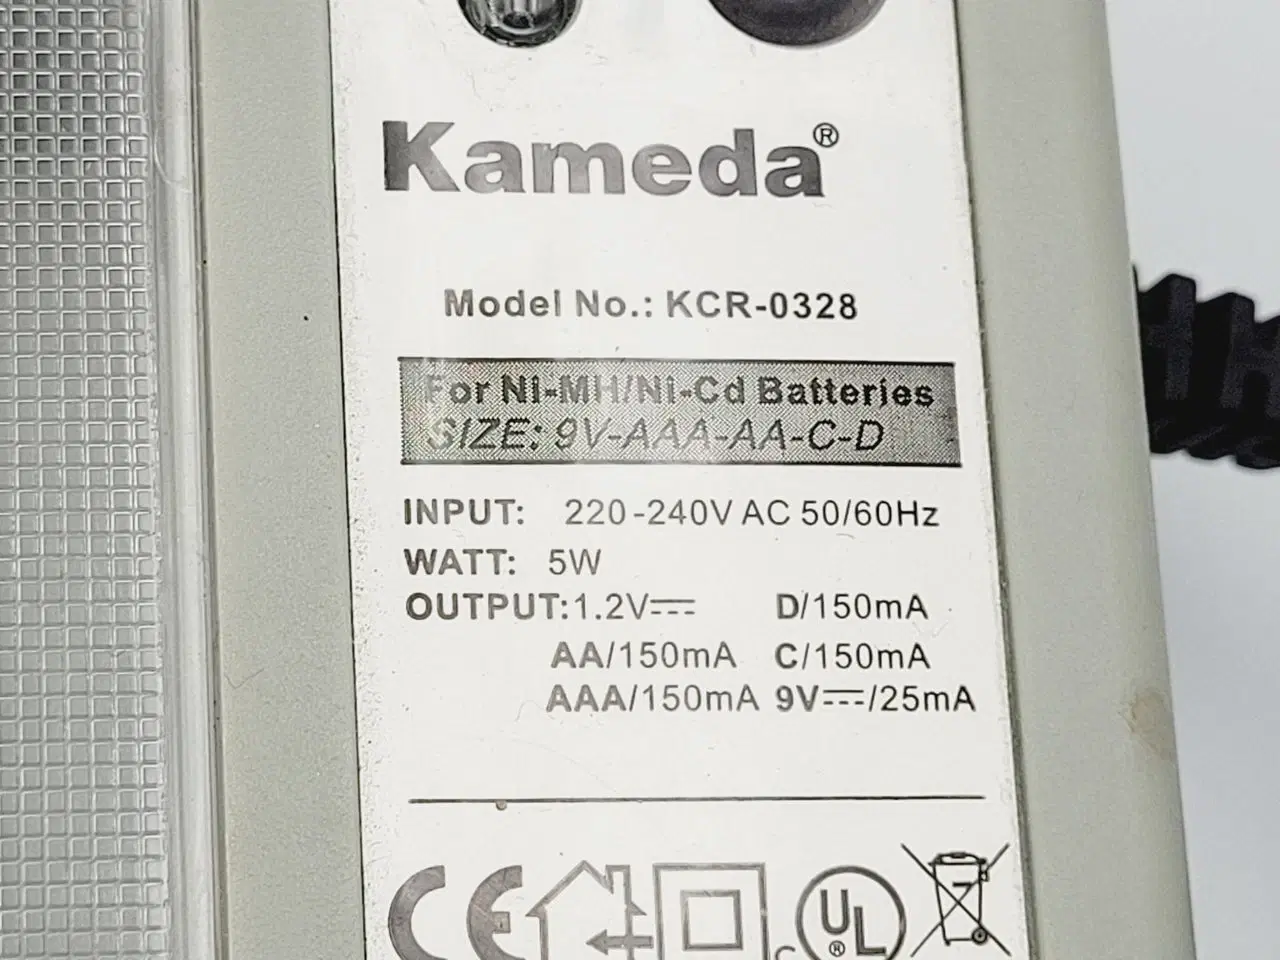 Kameda®
Model No.: KCR-0328
For Ni-MH/Ni-Cd Batteries
SIZE: 9V-AAA-AA-C-D
INPUT: 220-240V AC 50/60Hz
WATT: 5W
OUTPUT:1.2V⎓ D/150mA
AA/150mA C/150mA
AAA/150mA 9V⎓/25mA
CE UL®